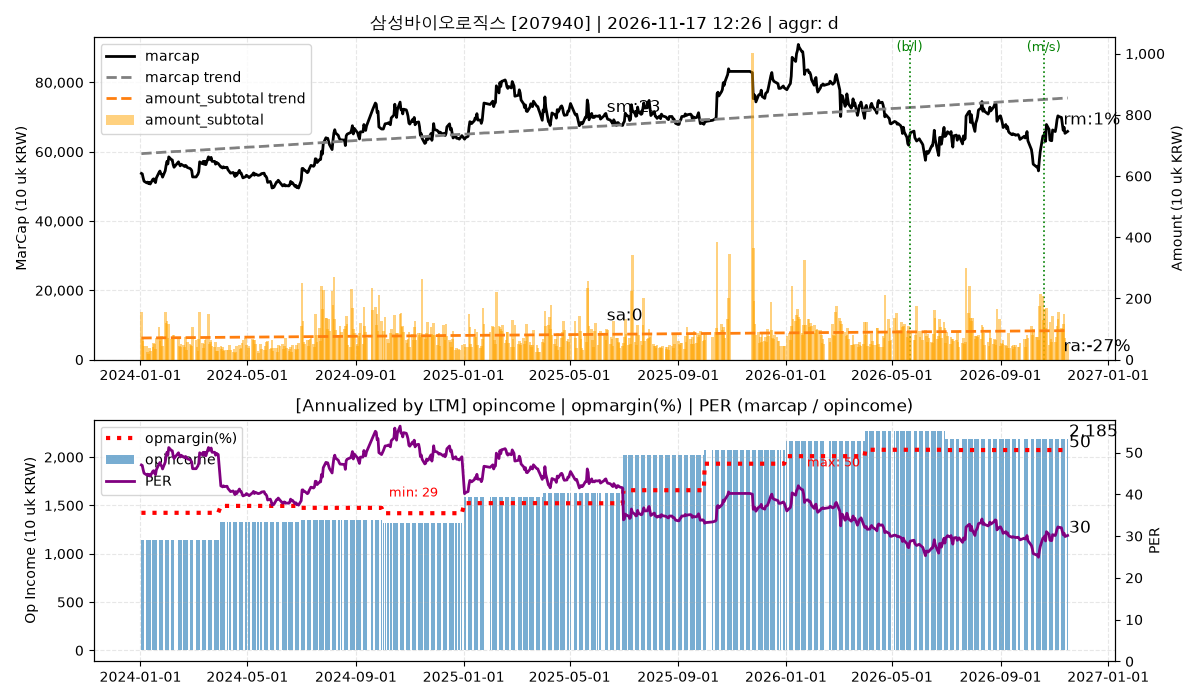 삼성바이오로직스 [207940] | 2026-11-17 12:26 | aggr: d
marcap
marcap trend
amount_subtotal trend
amount_subtotal
(b/l)
(m/s)
sm:23
rm:1%
sa:0
ra:-27%
MarCap (10 uk KRW)
80,000
60,000
40,000
20,000
0
Amount (10 uk KRW)
1,000
800
600
400
200
0
2024-01-01 2024-05-01 2024-09-01 2025-01-01 2025-05-01 2025-09-01 2026-01-01 2026-05-01 2026-09-01 2027-01-01
[Annualized by LTM] opincome | opmargin(%) | PER (marcap / opincome)
opmargin(%)
opincome
PER
min: 29
max: 50
2,185
50
30
Op Income (10 uk KRW)
2,000
1,500
1,000
500
0
PER
50
40
30
20
10
0
2024-01-01 2024-05-01 2024-09-01 2025-01-01 2025-05-01 2025-09-01 2026-01-01 2026-05-01 2026-09-01 2027-01-01